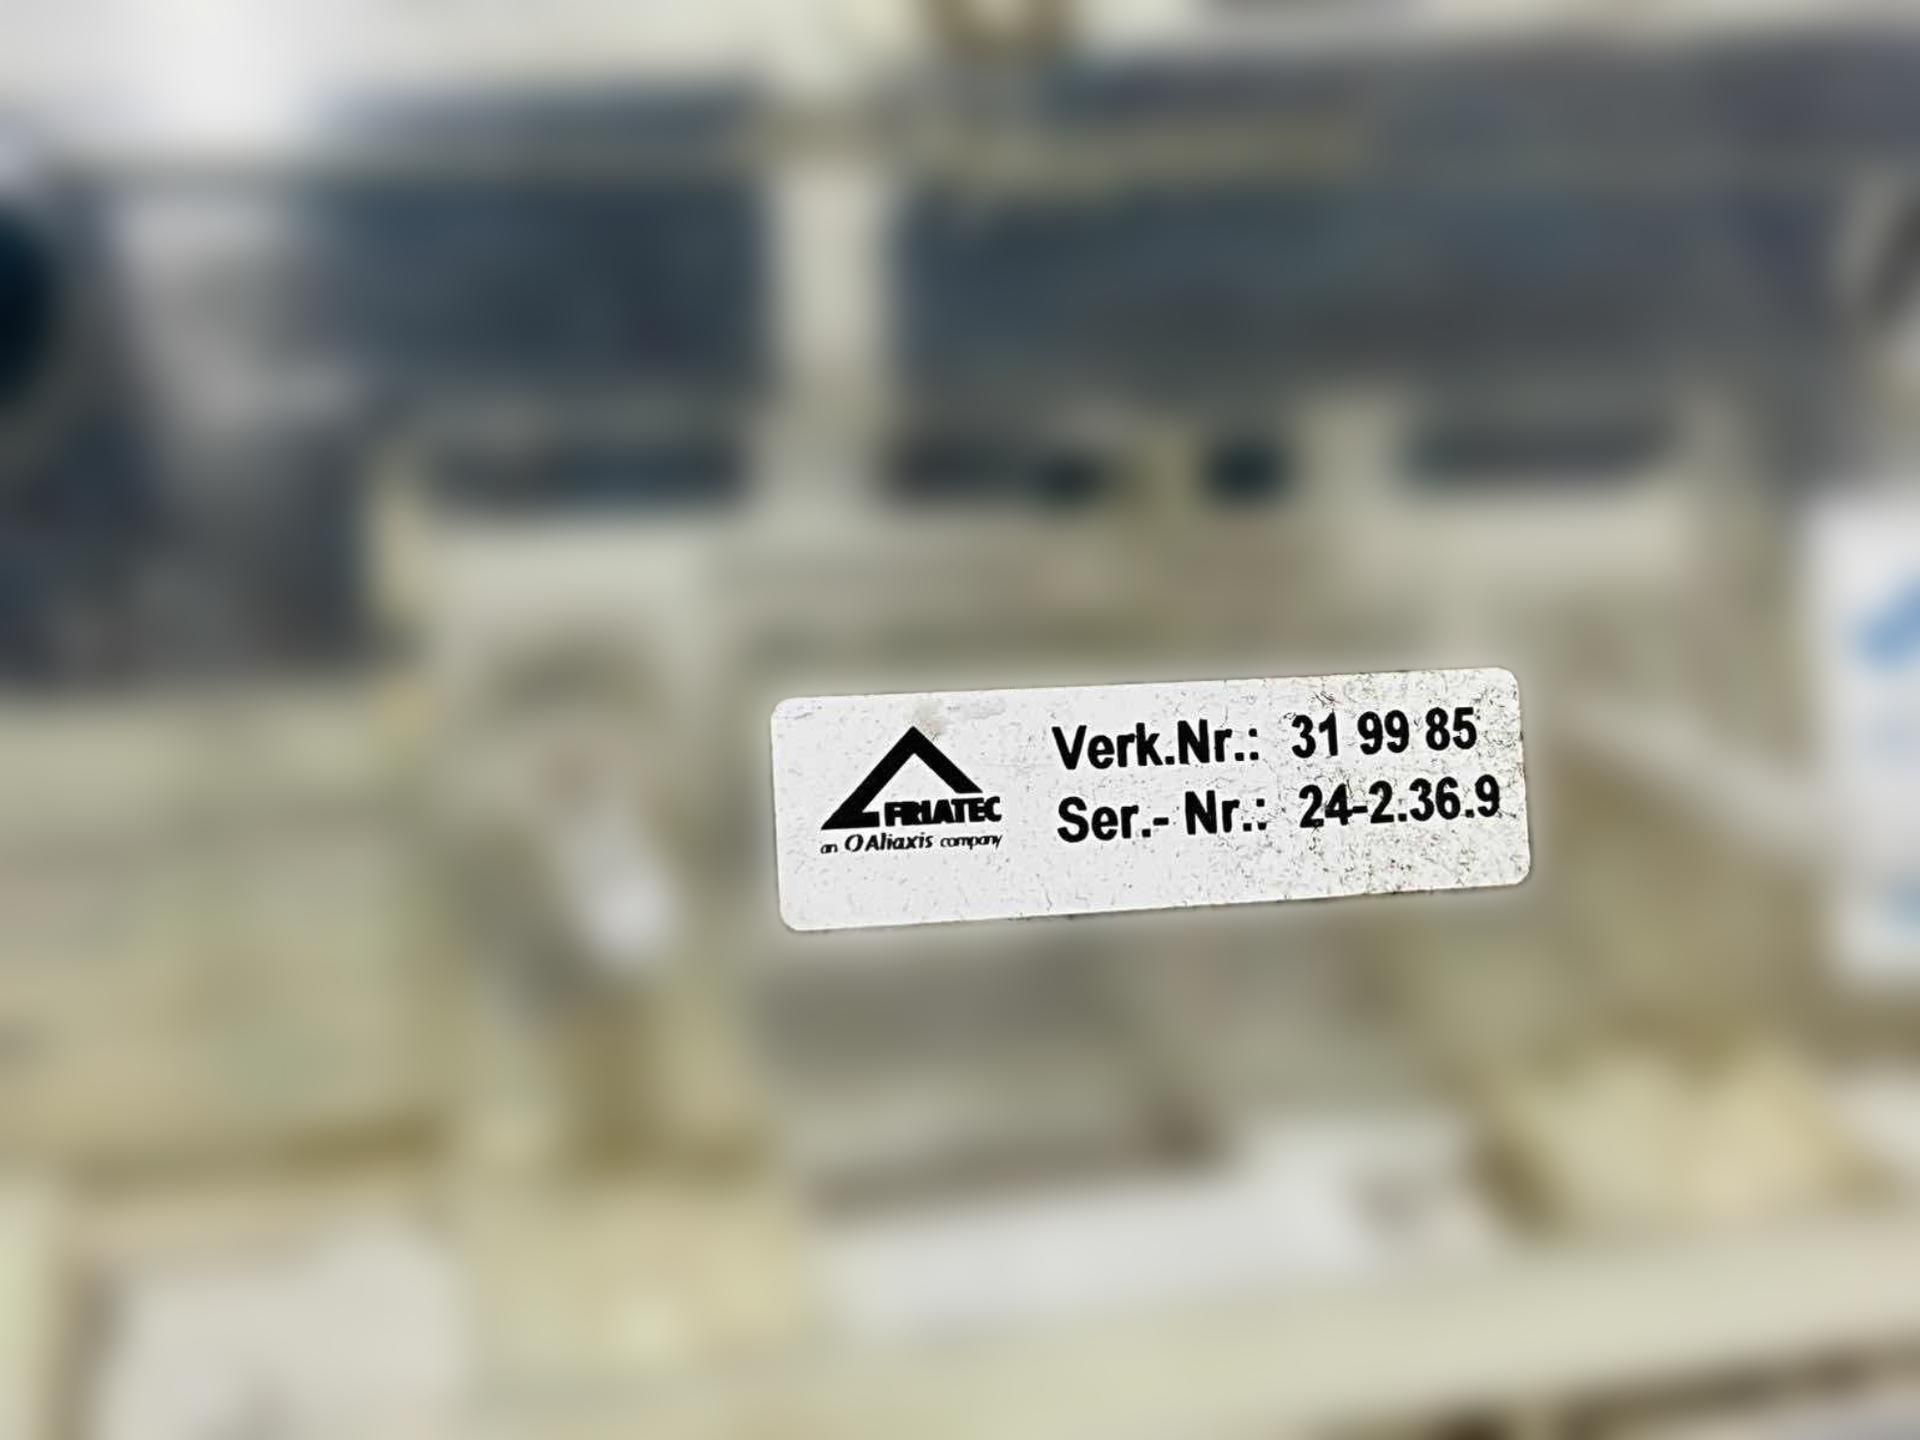 FRIATEC
an Aliaxis company
Verk.Nr.: 31 99 85
Ser.- Nr.: 24-2.36.9